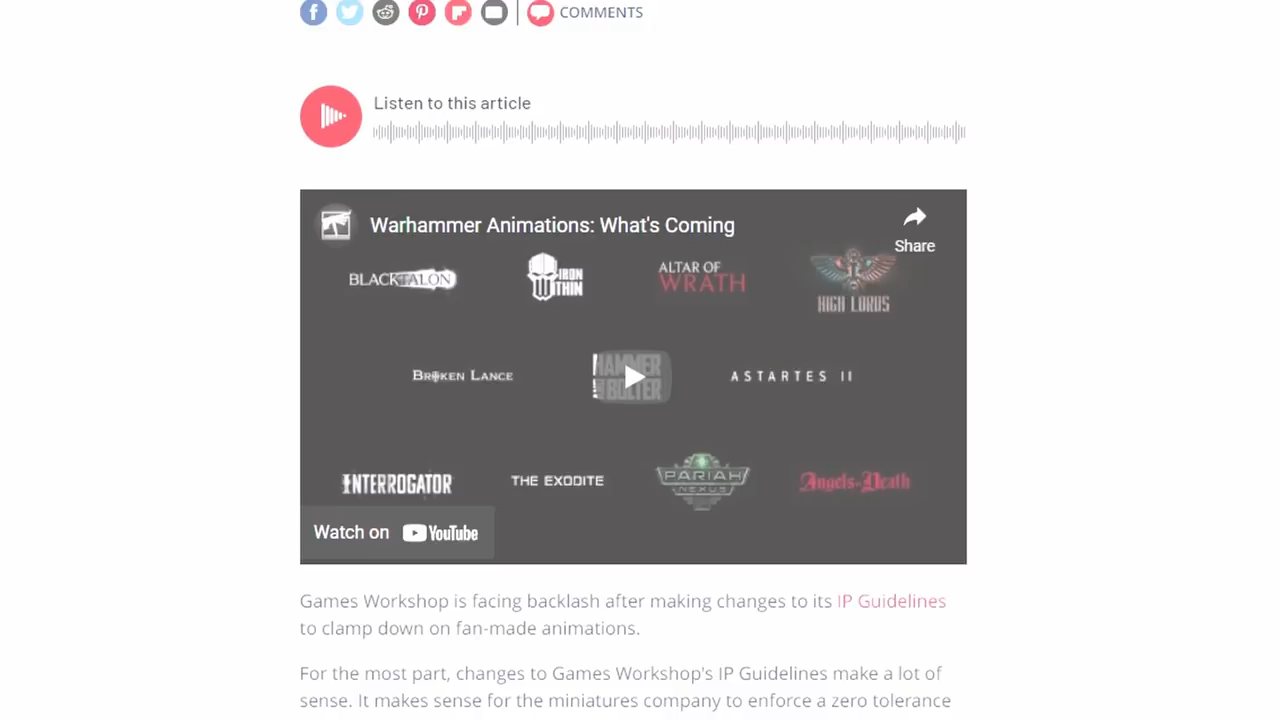 COMMENTS
Listen to this article
Warhammer Animations: What's Coming
Share
BLACKTALON
IRON WITHIN
ALTAR OF
WRATH
HIGH LORDS
BROKEN LANCE
HAMMER
AND BOLTER
ASTARTES II
INTERROGATOR
THE EXODITE
PARIAH
NEXUS
Angels of Death
Watch on YouTube
Games Workshop is facing backlash after making changes to its IP Guidelines
to clamp down on fan-made animations.
For the most part, changes to Games Workshop's IP Guidelines make a lot of
sense. It makes sense for the miniatures company to enforce a zero tolerance